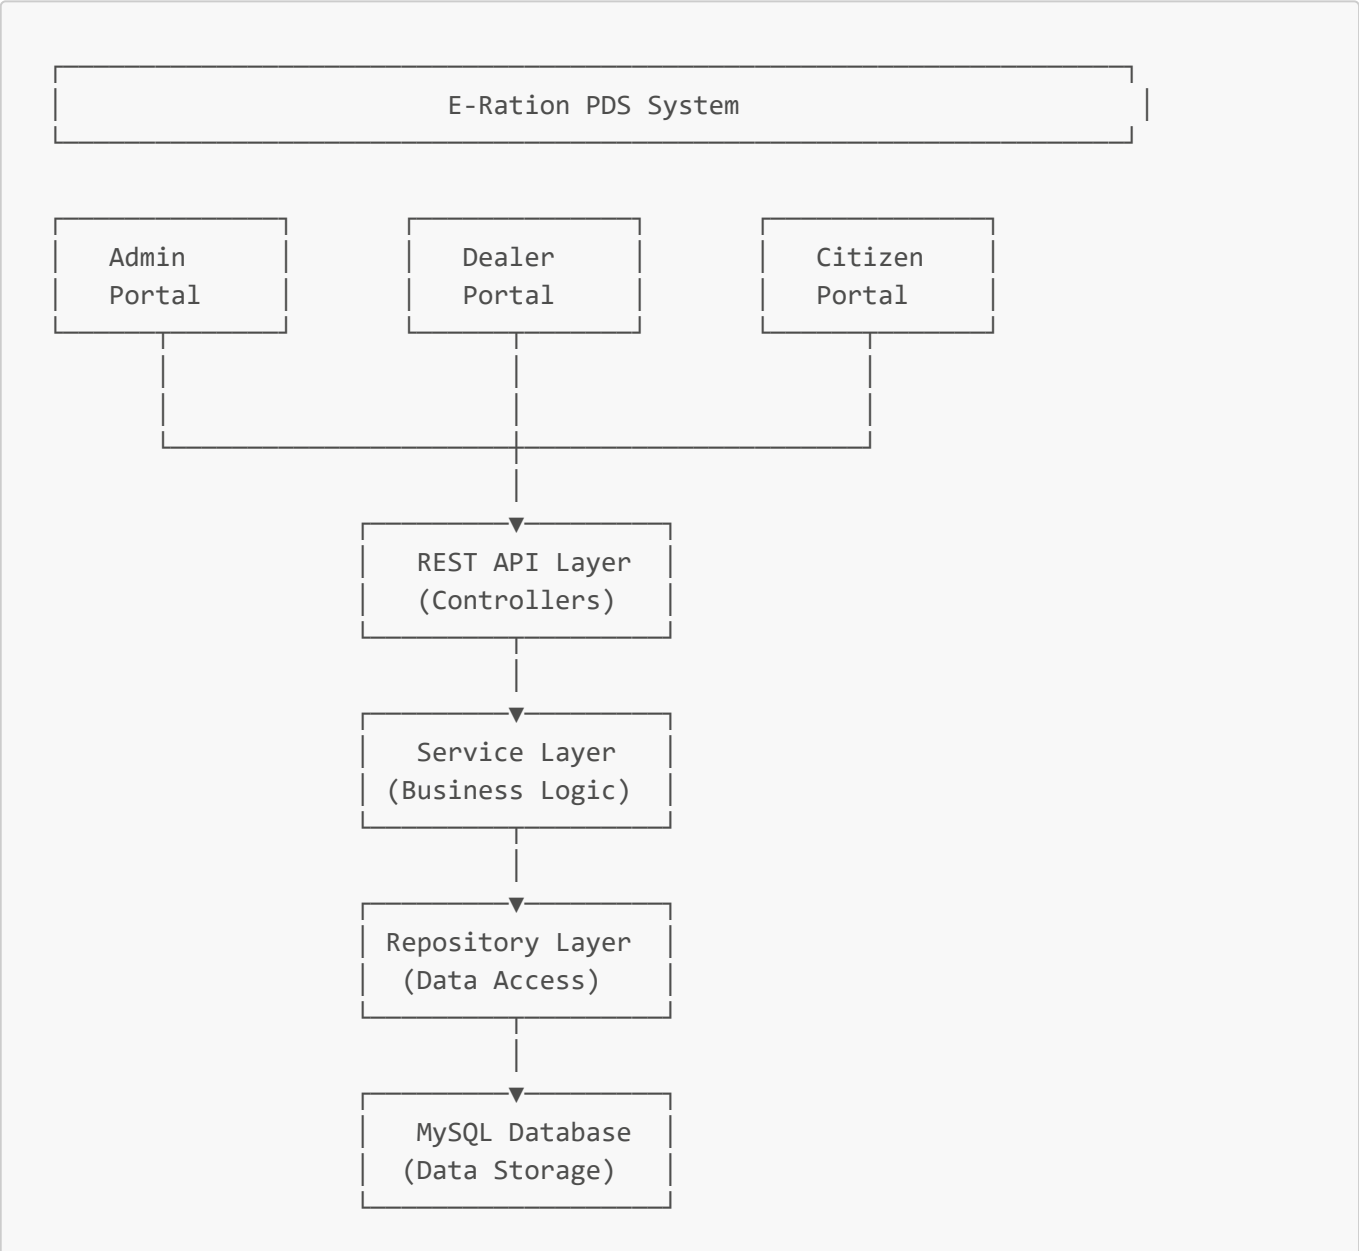 E-Ration PDS System
Admin Dealer Citizen
Portal Portal Portal
REST API Layer
(Controllers)
Service Layer
(Business Logic)
Repository Layer
(Data Access)
MySQL Database
(Data Storage)